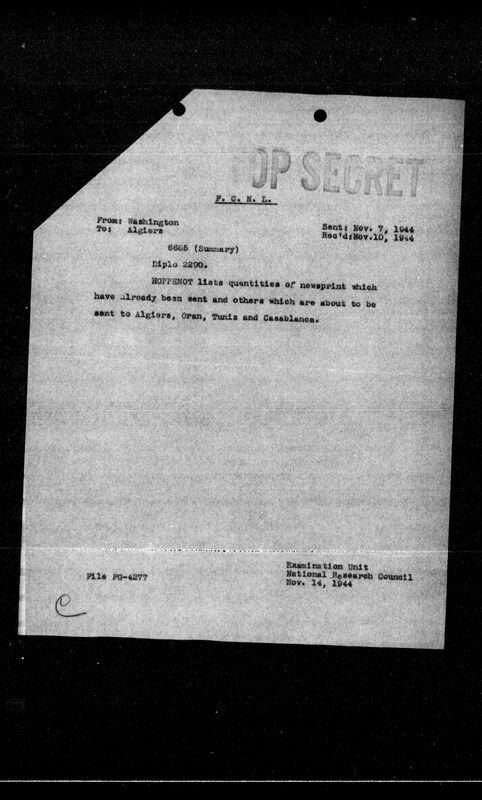 TOP SECRET
F. C. N. L.
From: Washington
To: Algiers
Sent: Nov. 7, 1944
Rec'd:Nov.10, 1944
6685 (Summary)
Diplo 2290.
HOPPENOT lists quantities of newsprint which
have already been sent and others which are about to be
sent to Algiers, Oran, Tunis and Casablanca.
File FO-4277
Examination Unit
National Research Council
Nov. 14, 1944
C